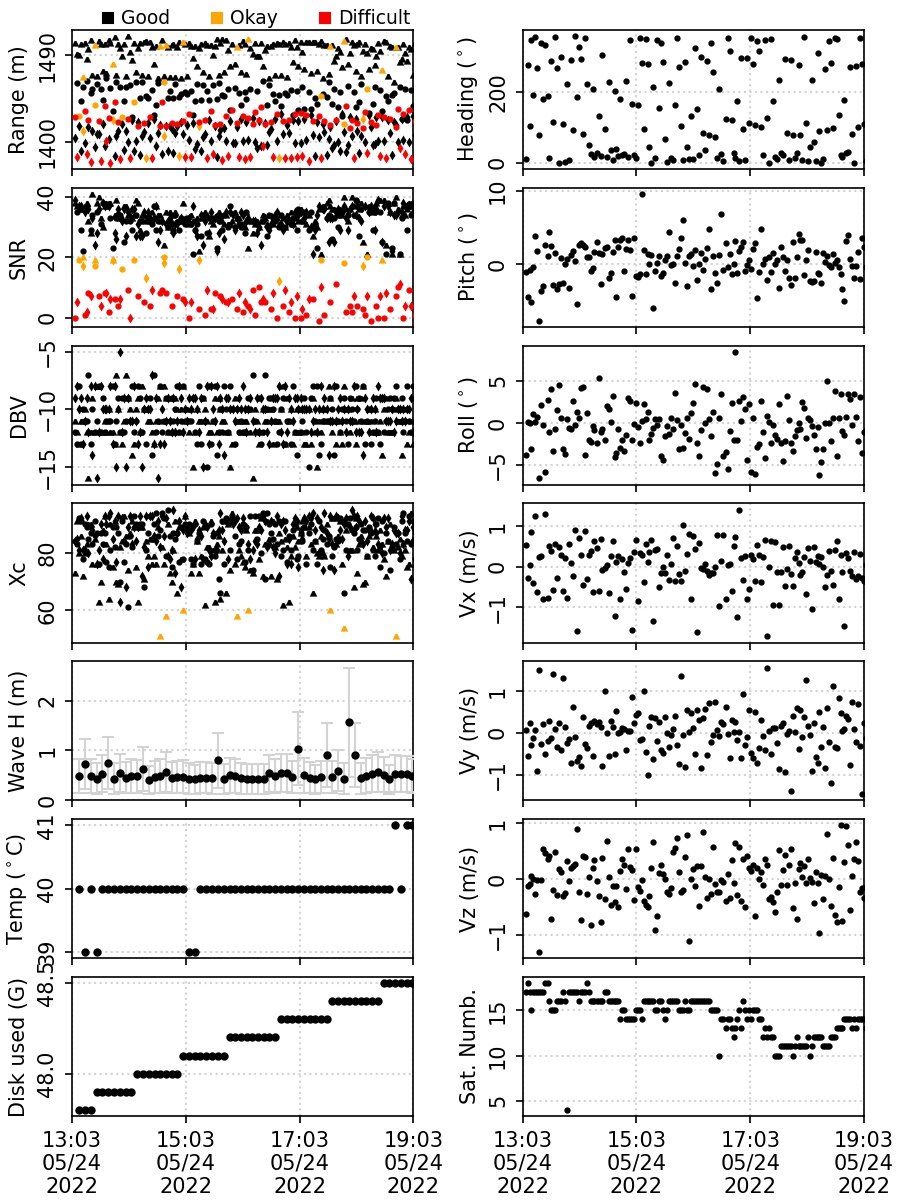 Good Okay Difficult
Range (m)
1490
1400
Heading (°)
200
0
SNR
40
20
0
Pitch (°)
10
0
DBV
−5
−10
−15
Roll (°)
5
0
−5
Xc
80
60
Vx (m/s)
1
0
−1
Wave H (m)
2
1
0
Vy (m/s)
1
0
−1
Temp (°C)
41
40
39
Vz (m/s)
1
0
−1
Disk used (G)
48.5
48.0
Sat. Numb.
15
10
5
13:03 15:03 17:03 19:03 13:03 15:03 17:03 19:03
05/24 05/24 05/24 05/24 05/24 05/24 05/24 05/24
2022 2022 2022 2022 2022 2022 2022 2022